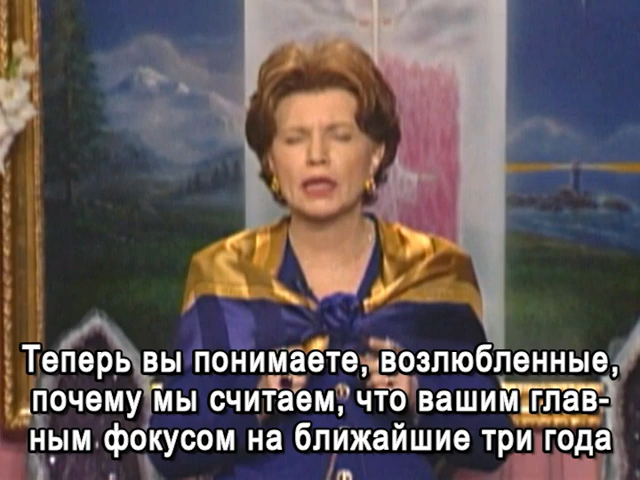 Теперь вы понимаете, возлюбленные,
почему мы считаем, что вашим глав-
ным фокусом на ближайшие три года